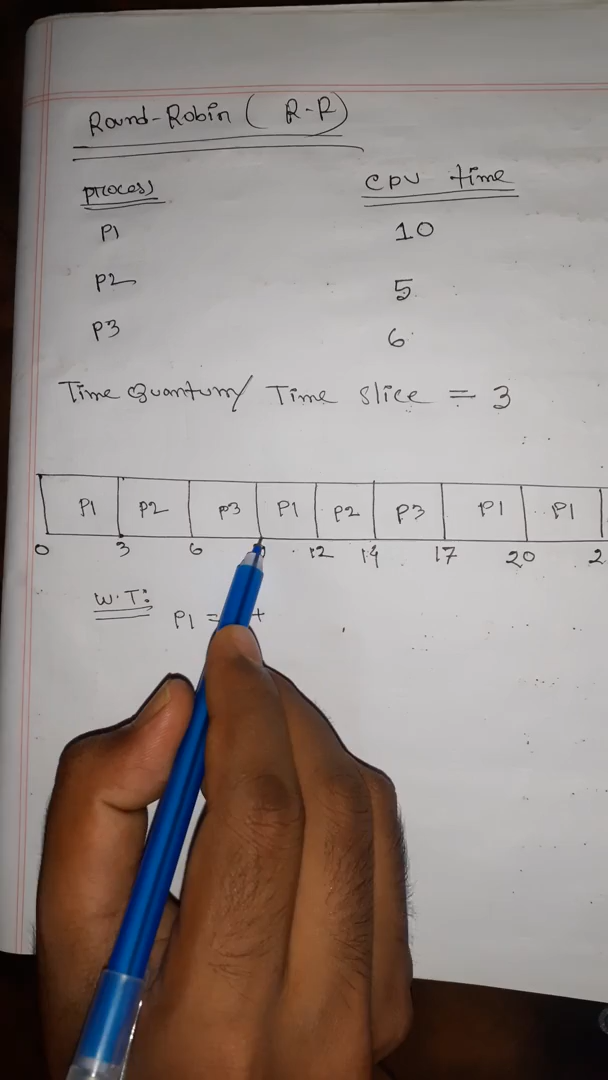 Round-Robin ( R-R)
process CPU time
P1 10
P2 5
P3 6
Time Quantum/ Time slice = 3
P1 P2 P3 P1 P2 P3 P1 P1
0 3 6 12 14 17 20 2
W.T:
P1 = +